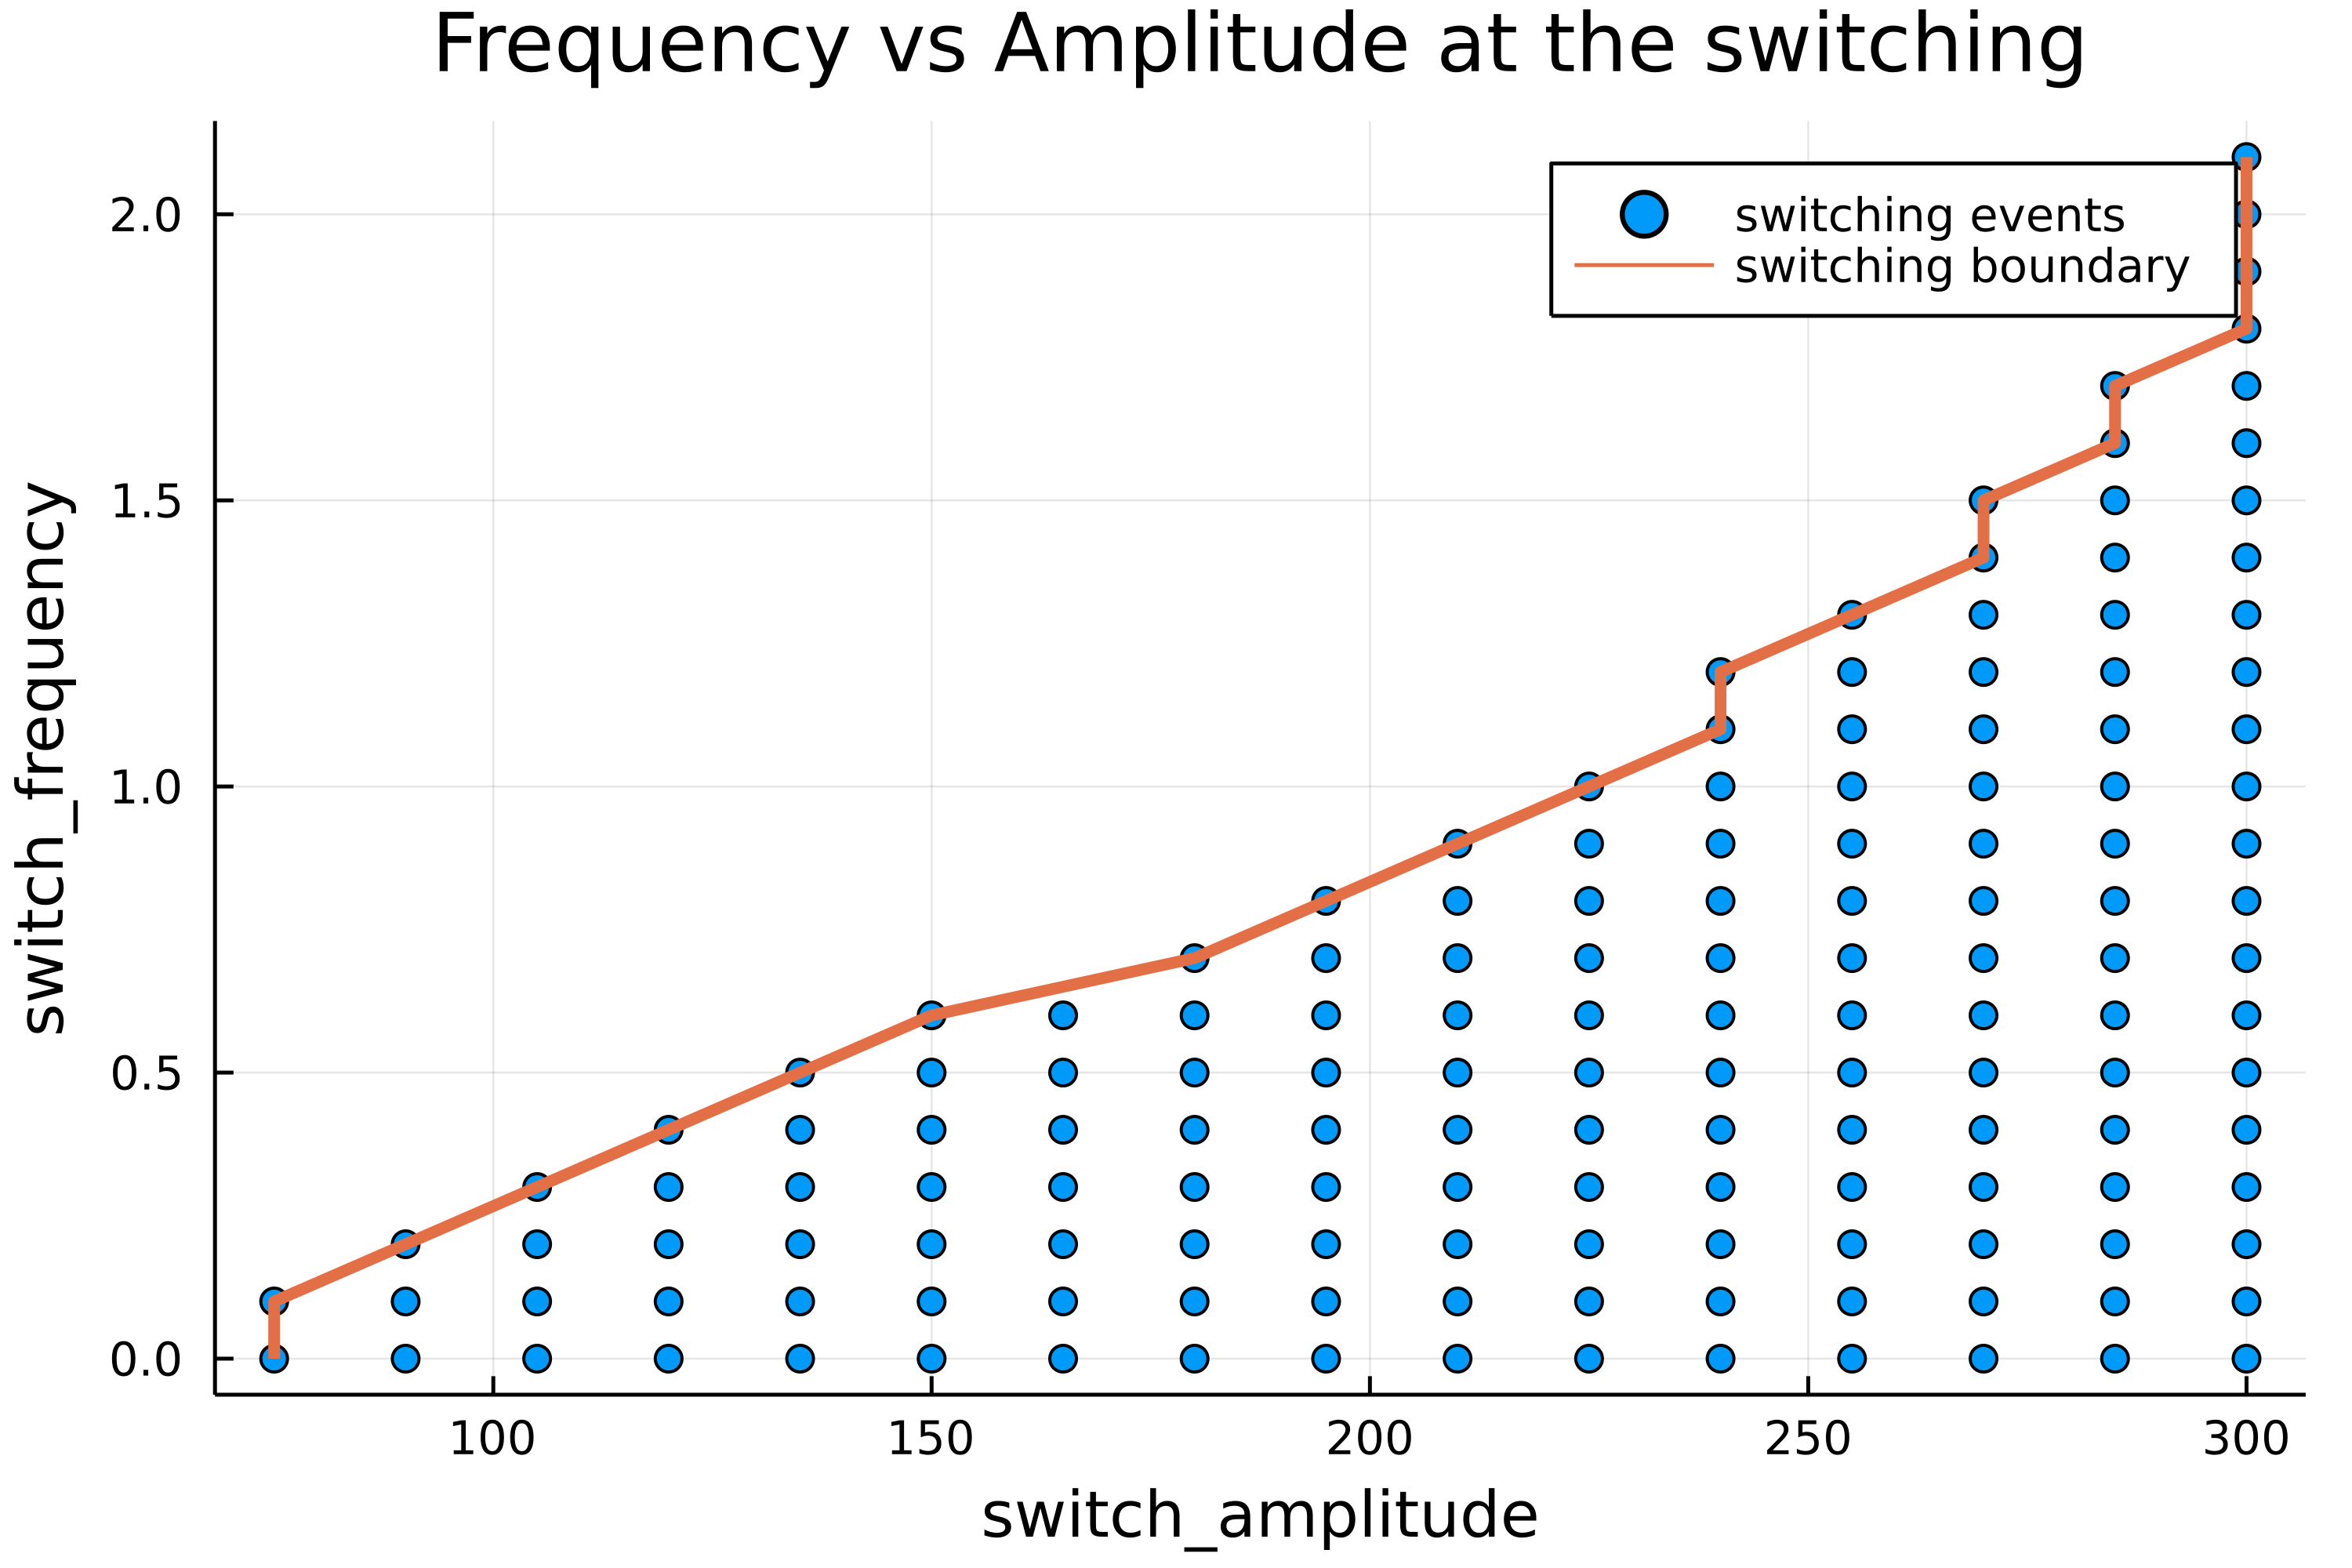 Frequency vs Amplitude at the switching
switching events
switching boundary
switch_frequency
2.0
1.5
1.0
0.5
0.0
100 150 200 250 300
switch_amplitude